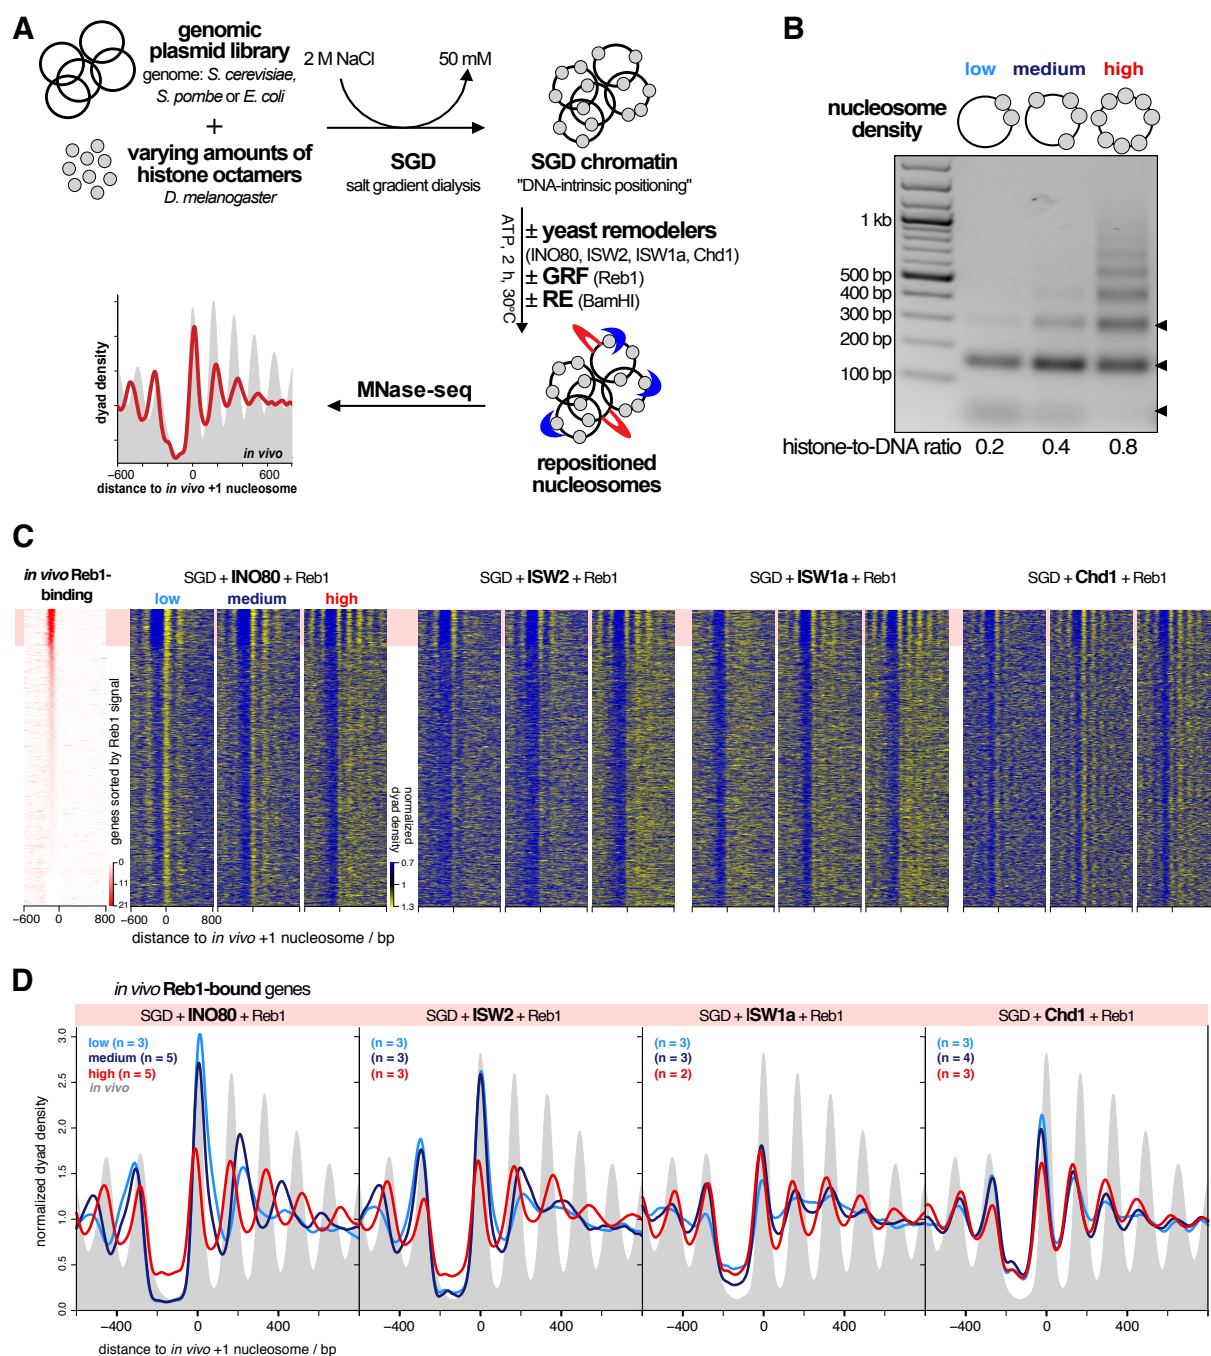 A
genomic
plasmid library
genome: S. cerevisiae,
S. pombe or E. coli
+
varying amounts of
histone octamers
D. melanogaster
2 M NaCl
50 mM
SGD
salt gradient dialysis
SGD chromatin
"DNA-intrinsic positioning"
ATP, 2 h, 30°C
± yeast remodelers
(INO80, ISW2, ISW1a, Chd1)
± GRF (Reb1)
± RE (BamHI)
repositioned
nucleosomes
MNase-seq
dyad density
in vivo
−600 0 600
distance to in vivo +1 nucleosome
B
low medium high
nucleosome
density
1 kb
500 bp
400 bp
300 bp
200 bp
100 bp
histone-to-DNA ratio 0.2 0.4 0.8
C
in vivo Reb1-
binding
SGD + INO80 + Reb1
low medium high
SGD + ISW2 + Reb1
SGD + ISW1a + Reb1
SGD + Chd1 + Reb1
genes sorted by Reb1 signal
0
11
21
normalized
dyad density
0.7
1
1.3
−600 0 800
−600 0 800
distance to in vivo +1 nucleosome / bp
D
in vivo Reb1-bound genes
SGD + INO80 + Reb1
SGD + ISW2 + Reb1
SGD + ISW1a + Reb1
SGD + Chd1 + Reb1
low (n = 3)
medium (n = 5)
high (n = 5)
in vivo
(n = 3)
(n = 3)
(n = 3)
(n = 3)
(n = 3)
(n = 2)
(n = 3)
(n = 4)
(n = 3)
normalized dyad density
3.0
2.5
2.0
1.5
1.0
0.5
0.0
−400 0 400
−400 0 400
−400 0 400
−400 0 400
distance to in vivo +1 nucleosome / bp